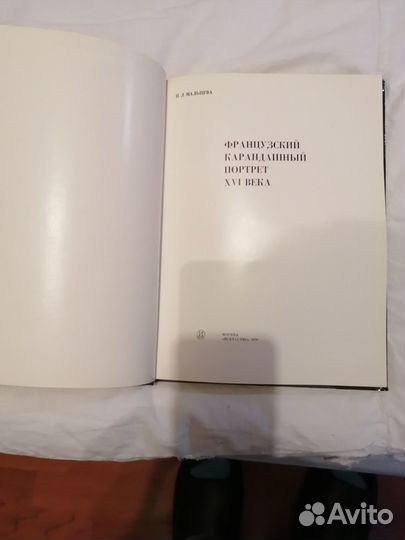 Н. Л. МАЛЬЦЕВА
ФРАНЦУЗСКИЙ
КАРАНДАШНЫЙ
ПОРТРЕТ
XVI ВЕКА
МОСКВА
«ИСКУССТВО»
Avito